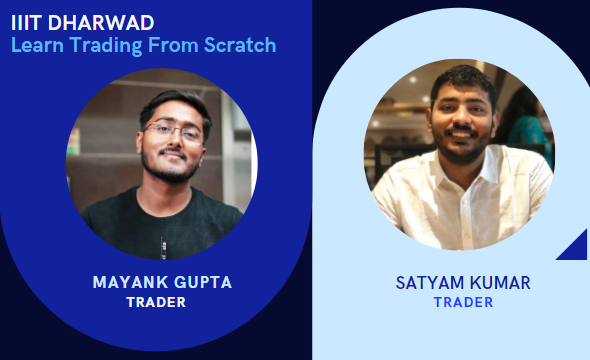 IIIT DHARWAD
Learn Trading From Scratch
MAYANK GUPTA
TRADER
SATYAM KUMAR
TRADER